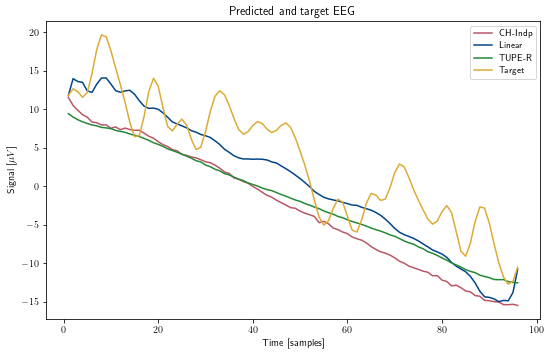 Predicted and target EEG
CH-Indp
Linear
TUPE-R
Target
Signal [μV]
20
15
10
5
0
−5
−10
−15
0
20
40
60
80
100
Time [samples]